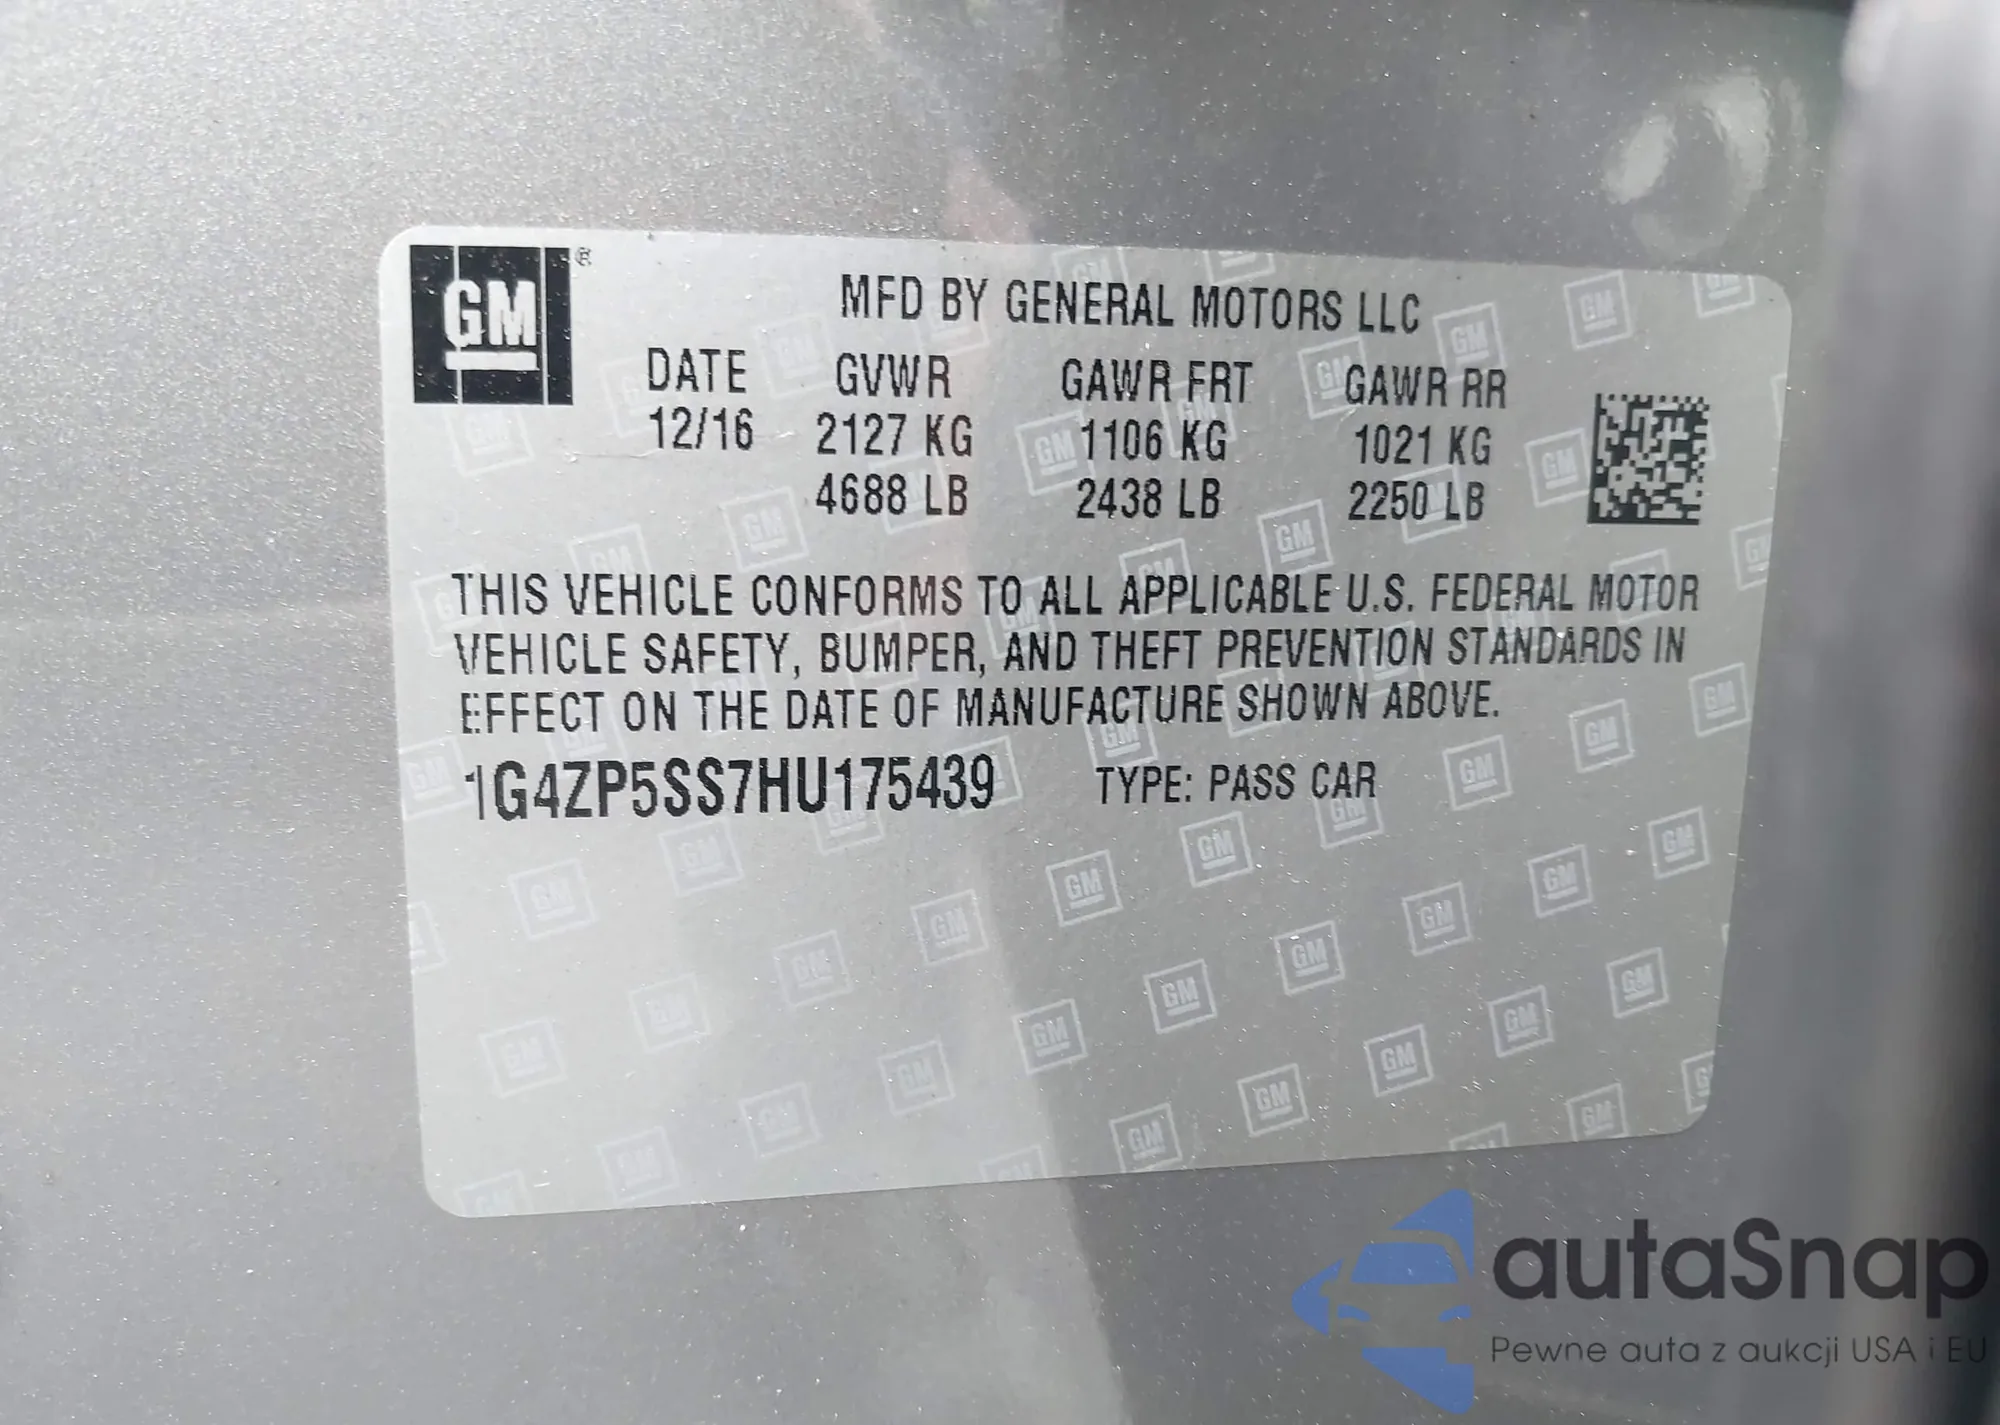 GM ®
MFD BY GENERAL MOTORS LLC
DATE GVWR GAWR FRT GAWR RR
12/16 2127 KG 1106 KG 1021 KG
4688 LB 2438 LB 2250 LB
THIS VEHICLE CONFORMS TO ALL APPLICABLE U.S. FEDERAL MOTOR
VEHICLE SAFETY, BUMPER, AND THEFT PREVENTION STANDARDS IN
EFFECT ON THE DATE OF MANUFACTURE SHOWN ABOVE.
1G4ZP5SS7HU175439 TYPE: PASS CAR
autaSnap
Pewne auta z aukcji USA i EU